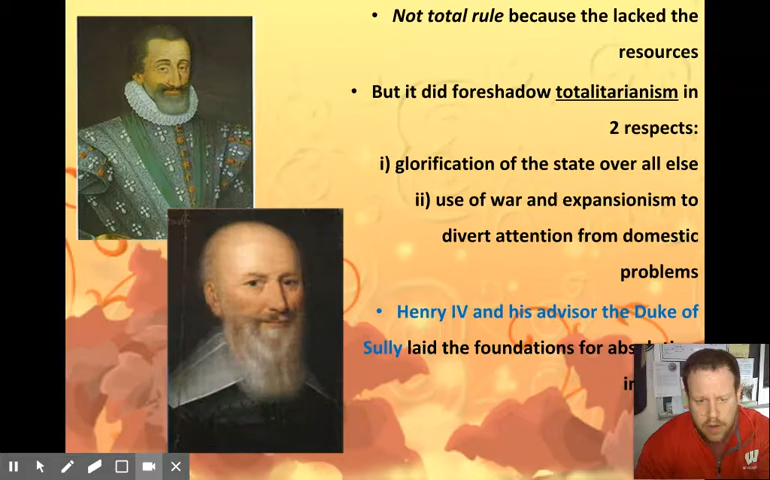 • Not total rule because the lacked the
resources
• But it did foreshadow totalitarianism in
2 respects:
i) glorification of the state over all else
ii) use of war and expansionism to
divert attention from domestic
problems
• Henry IV and his advisor the Duke of
Sully laid the foundations for
W